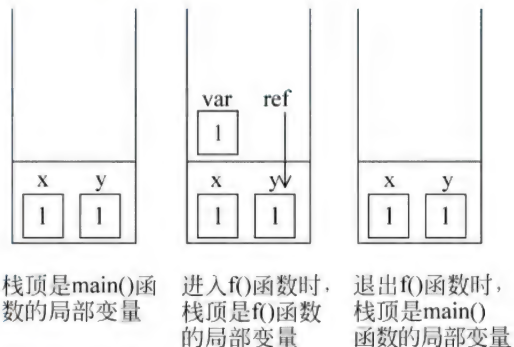 var ref
1
x y
1 1
x y
1 1
x y
1 1
栈顶是main()函
数的局部变量
进入f()函数时，
栈顶是f()函数
的局部变量
退出f()函数时，
栈顶是main()
函数的局部变量